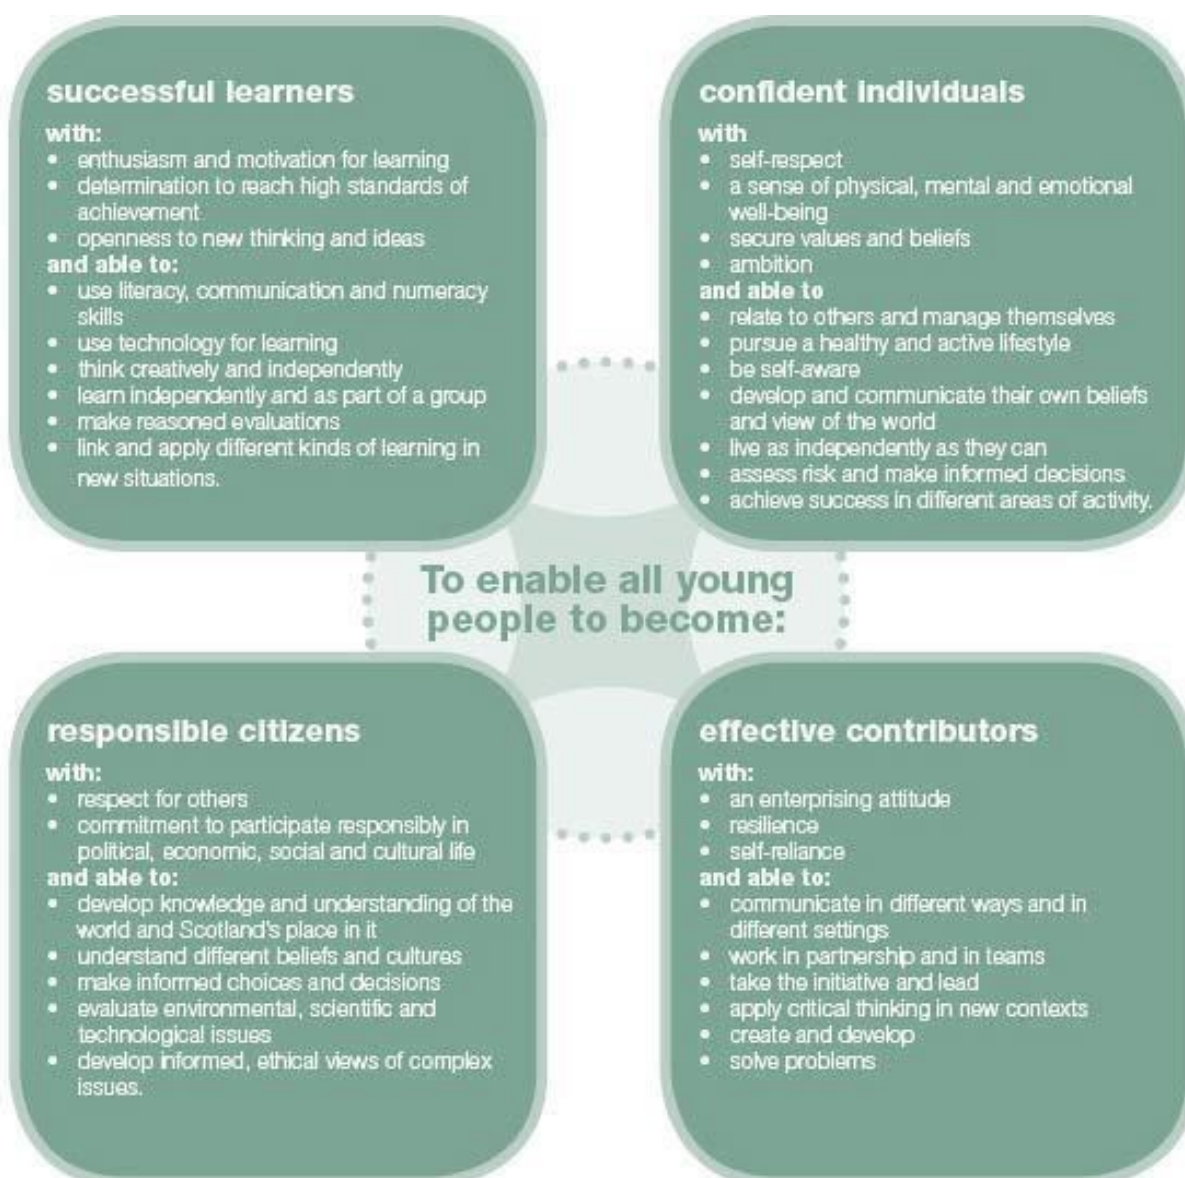 successful learners
with:
• enthusiasm and motivation for learning
• determination to reach high standards of
achievement
• openness to new thinking and ideas
and able to:
• use literacy, communication and numeracy
skills
• use technology for learning
• think creatively and independently
• learn independently and as part of a group
• make reasoned evaluations
• link and apply different kinds of learning in
new situations.
confident individuals
with
• self-respect
• a sense of physical, mental and emotional
well-being
• secure values and beliefs
• ambition
and able to
• relate to others and manage themselves
• pursue a healthy and active lifestyle
• be self-aware
• develop and communicate their own beliefs
and view of the world
• live as independently as they can
• assess risk and make informed decisions
• achieve success in different areas of activity.
To enable all young
people to become:
responsible citizens
with:
• respect for others
• commitment to participate responsibly in
political, economic, social and cultural life
and able to:
• develop knowledge and understanding of the
world and Scotland's place in it
• understand different beliefs and cultures
• make informed choices and decisions
• evaluate environmental, scientific and
technological issues
• develop informed, ethical views of complex
issues.
effective contributors
with:
• an enterprising attitude
• resilience
• self-reliance
and able to:
• communicate in different ways and in
different settings
• work in partnership and in teams
• take the initiative and lead
• apply critical thinking in new contexts
• create and develop
• solve problems